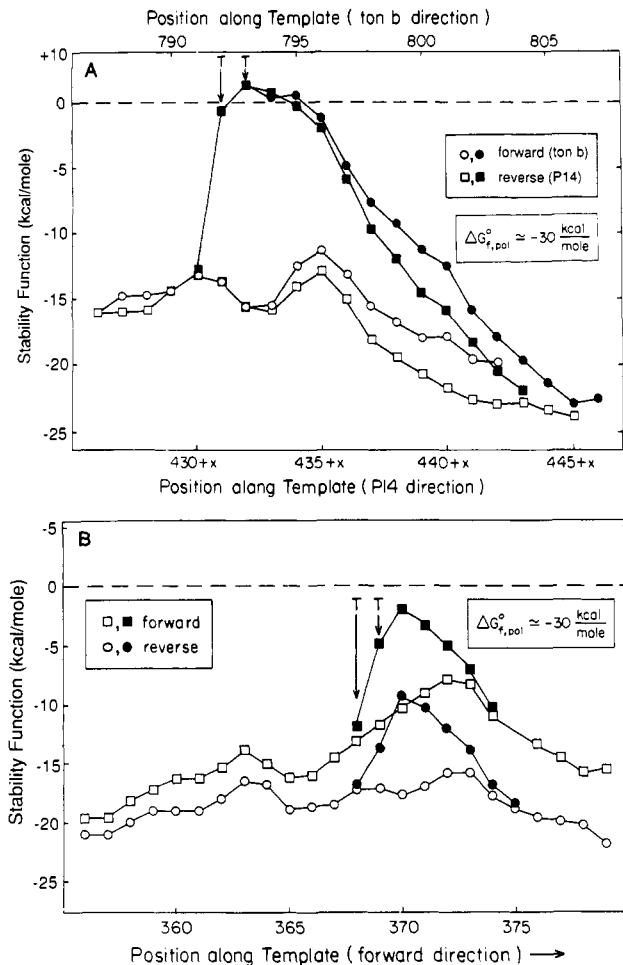 Position along Template ( ton b direction)
790 795 800 805
+10
A
T T
0
○,● forward (ton b)
□,■ reverse (P14)
-5
ΔG°f,pol ≃ -30 kcal/mole
-10
-15
-20
-25
Stability Function (kcal/mole)
430+x 435+x 440+x 445+x
Position along Template ( P14 direction )
-5
B
0
T T
□,■ forward
○,● reverse
ΔG°f,pol ≃ -30 kcal/mole
-5
-10
-15
-20
-25
Stability Function (kcal/mole)
360 365 370 375
Position along Template ( forward direction) →